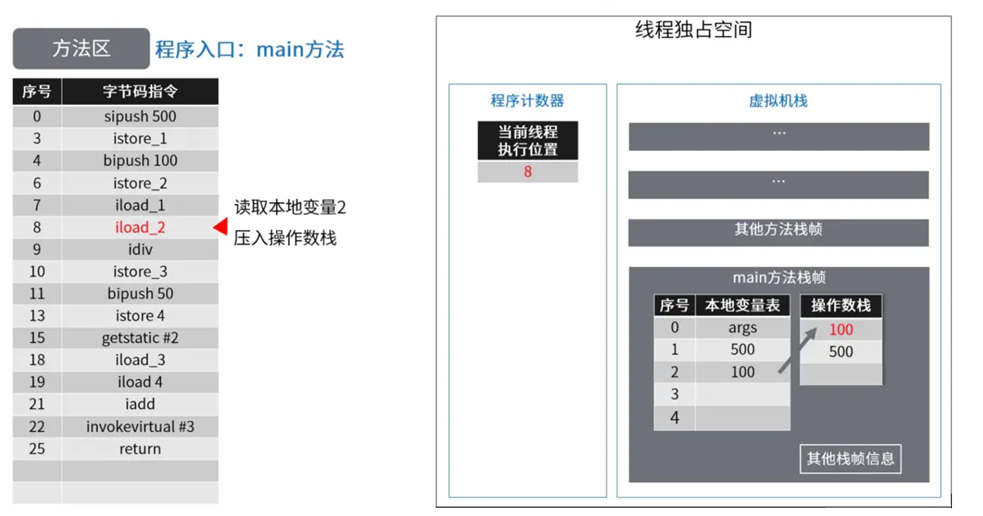 方法区
程序入口：main方法
序号 字节码指令
0 sipush 500
3 istore_1
4 bipush 100
6 istore_2
7 iload_1
8 iload_2
9 idiv
10 istore_3
11 bipush 50
13 istore 4
15 getstatic #2
18 iload_3
19 iload 4
21 iadd
22 invokevirtual #3
25 return
读取本地变量2
压入操作数栈
线程独占空间
程序计数器
当前线程
执行位置
8
虚拟机栈
...
...
其他方法栈帧
main方法栈帧
序号 本地变量表
0 args
1 500
2 100
3
4
操作数栈
100
500
其他栈帧信息